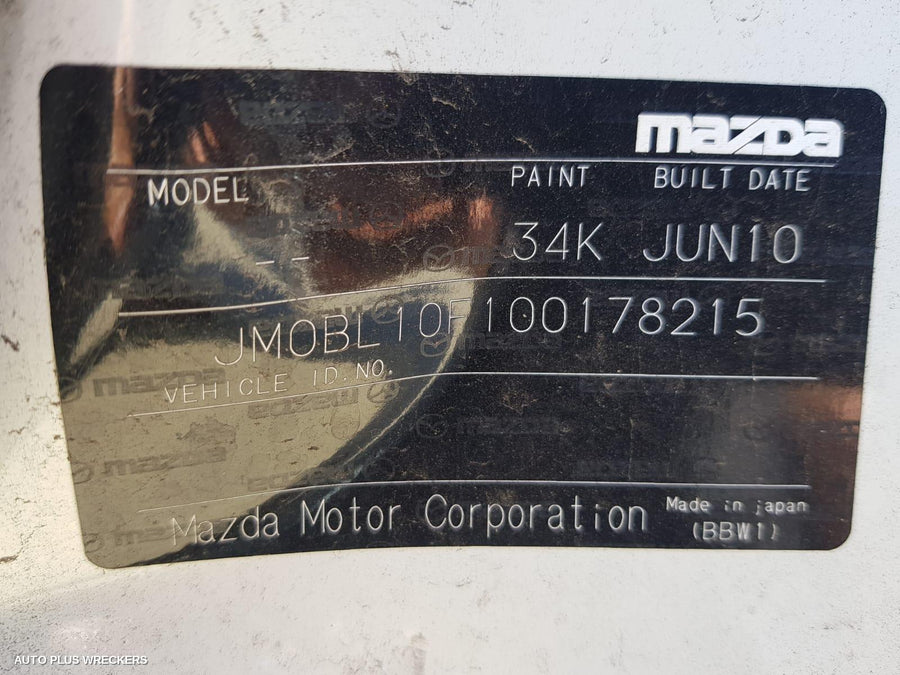 mazda
MODEL PAINT BUILT DATE
-- 34K JUN10
JM0BL10F100178215
VEHICLE ID.NO.
Mazda Motor Corporation Made in japan
(BBW1)
AUTO PLUS WRECKERS